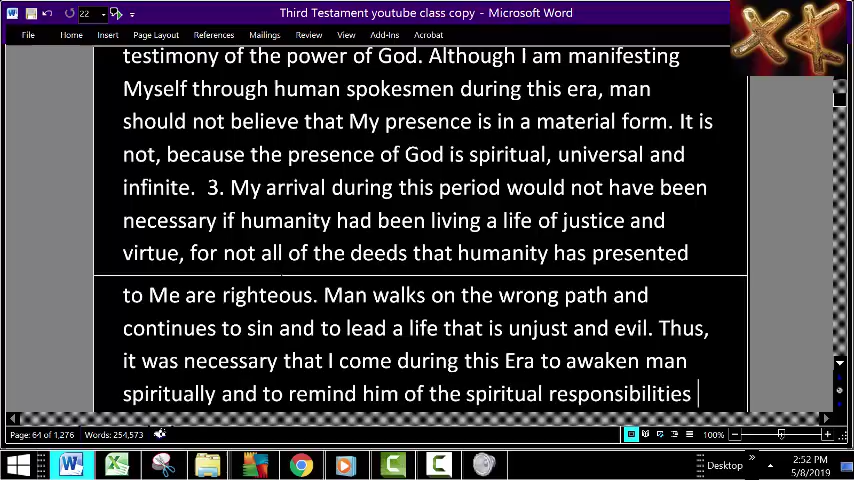 22
Third Testament youtube class copy - Microsoft Word
File Home Insert Page Layout References Mailings Review View Add-Ins Acrobat
testimony of the power of God. Although I am manifesting
Myself through human spokesmen during this era, man
should not believe that My presence is in a material form. It is
not, because the presence of God is spiritual, universal and
infinite.  3. My arrival during this period would not have been
necessary if humanity had been living a life of justice and
virtue, for not all of the deeds that humanity has presented
to Me are righteous. Man walks on the wrong path and
continues to sin and to lead a life that is unjust and evil. Thus,
it was necessary that I come during this Era to awaken man
spiritually and to remind him of the spiritual responsibilities
Page: 64 of 1,276 Words: 254,573 100%
Desktop
2:52 PM
5/8/2019